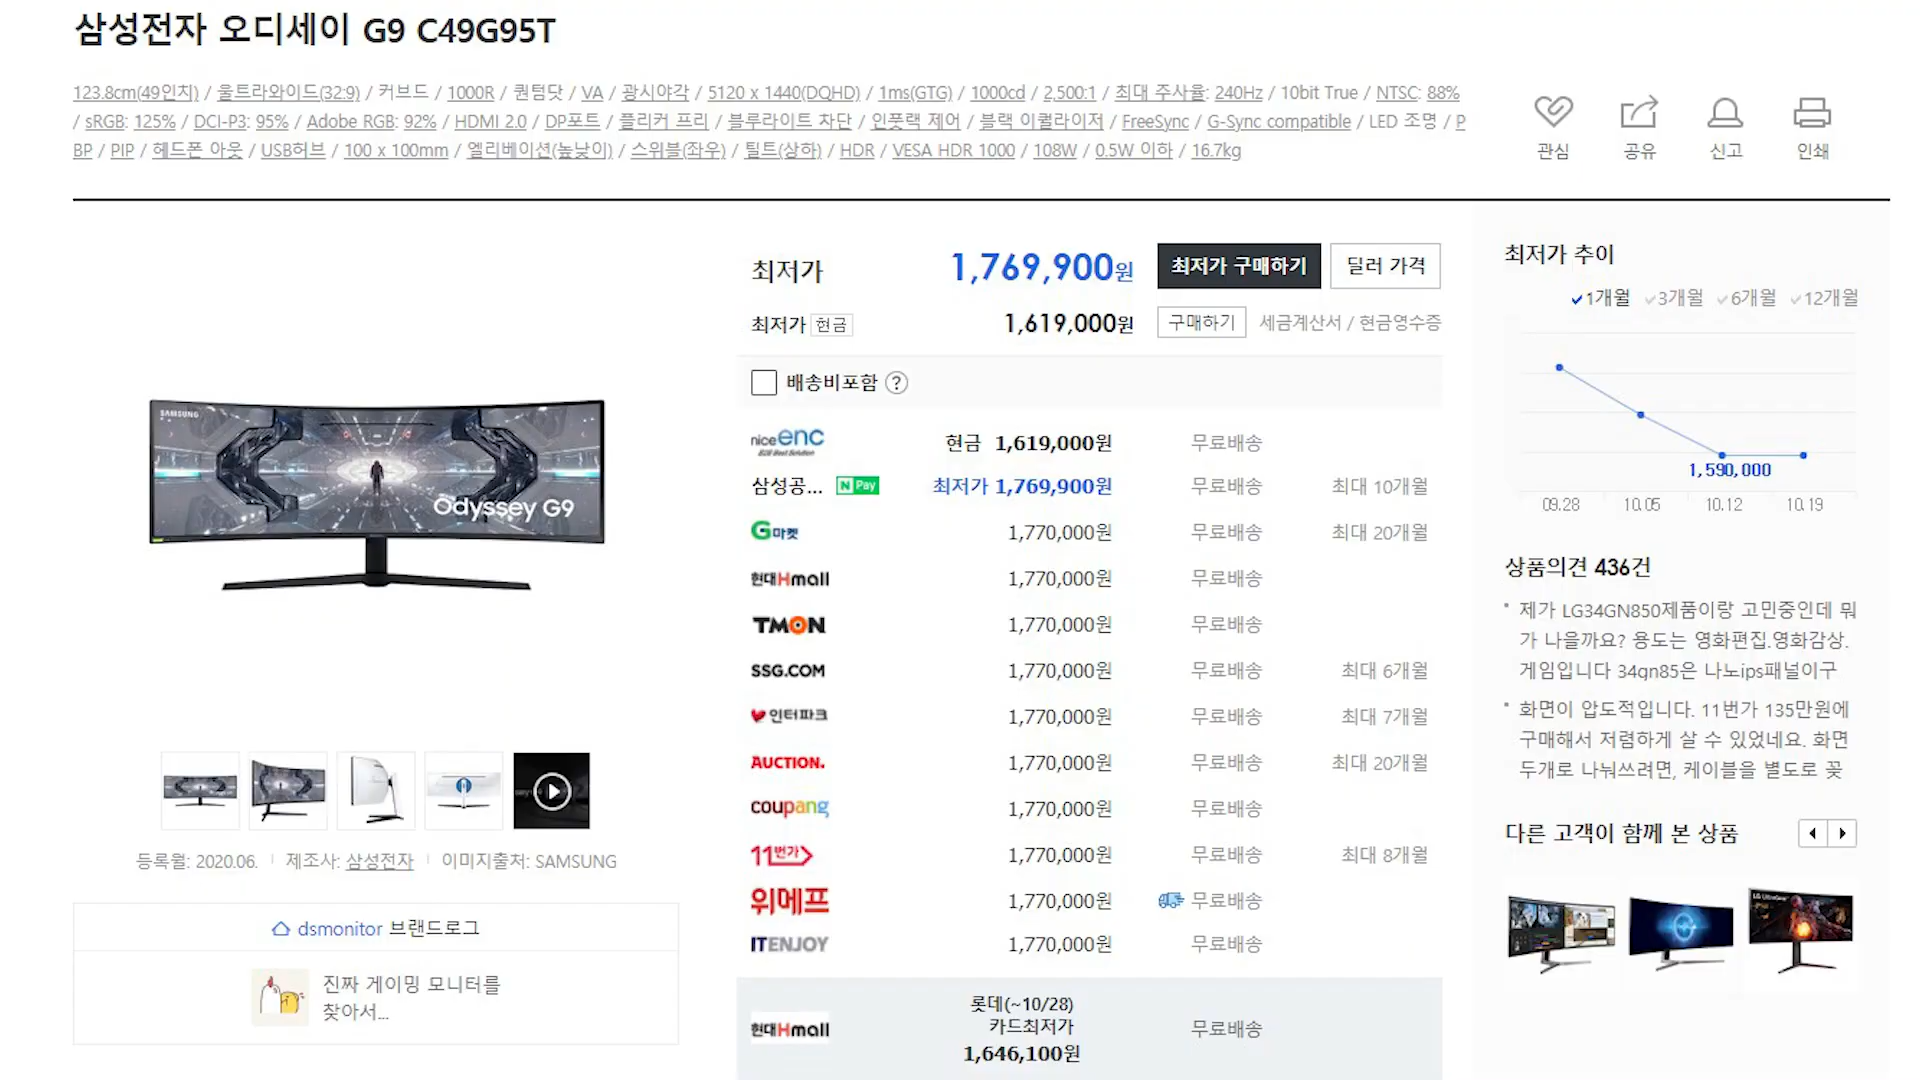 삼성전자 오디세이 G9 C49G95T
123.8cm(49인치) / 울트라와이드(32:9) / 커브드 / 1000R / 퀀텀닷 / VA / 광시야각 / 5120 x 1440(DQHD) / 1ms(GTG) / 1000cd / 2,500:1 / 최대 주사율: 240Hz / 10bit True / NTSC: 88%
/ sRGB: 125% / DCI-P3: 95% / Adobe RGB: 92% / HDMI 2.0 / DP포트 / 플리커 프리 / 블루라이트 차단 / 인풋랙 제어 / 블랙 이퀄라이저 / FreeSync / G-Sync compatible / LED 조명 / P
BP / PIP / 헤드폰 아웃 / USB허브 / 100 x 100mm / 엘리베이션(높낮이) / 스위블(좌우) / 틸트(상하) / HDR / VESA HDR 1000 / 108W / 0.5W 이하 / 16.7kg
관심 공유 신고 인쇄
SAMSUNG
Odyssey G9
등록월: 2020.06. 제조사: 삼성전자 이미지출처: SAMSUNG
dsmonitor 브랜드로그
진짜 게이밍 모니터를
찾아서...
최저가 1,769,900원 최저가 구매하기 딜러 가격
최저가 현금 1,619,000원 구매하기 세금계산서 / 현금영수증
배송비포함 ?
nice enc 현금 1,619,000원 무료배송
B2B Best Solution
삼성공... N Pay 최저가 1,769,900원 무료배송 최대 10개월
G마켓 1,770,000원 무료배송 최대 20개월
현대Hmall 1,770,000원 무료배송
TMON 1,770,000원 무료배송
SSG.COM 1,770,000원 무료배송 최대 6개월
인터파크 1,770,000원 무료배송 최대 7개월
AUCTION. 1,770,000원 무료배송 최대 20개월
coupang 1,770,000원 무료배송
11번가 1,770,000원 무료배송 최대 8개월
위메프 1,770,000원 무료배송
ITENJOY 1,770,000원 무료배송
롯데(~10/28)
카드최저가
현대Hmall 1,646,100원 무료배송
최저가 추이
1개월 3개월 6개월 12개월
1,590,000
09.28 10.05 10.12 10.19
상품의견 436건
제가 LG34GN850제품이랑 고민중인데 뭐
가 나을까요? 용도는 영화편집.영화감상.
게임입니다 34gn85은 나노ips패널이구
화면이 압도적입니다. 11번가 135만원에
구매해서 저렴하게 살 수 있었네요. 화면
두개로 나눠쓰려면, 케이블을 별도로 꽂
다른 고객이 함께 본 상품